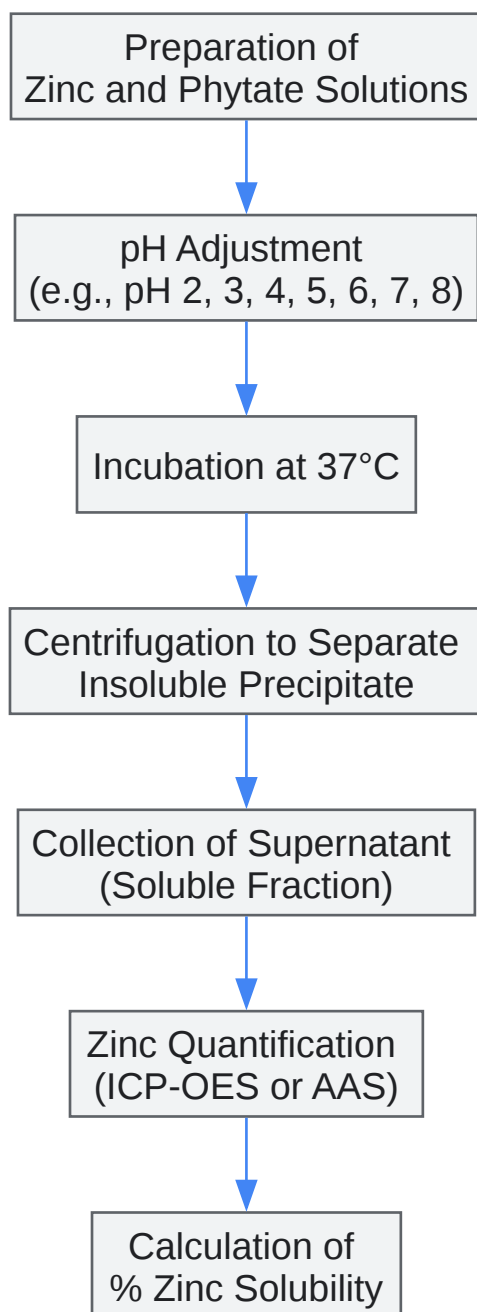 Preparation of
Zinc and Phytate Solutions
pH Adjustment
(e.g., pH 2, 3, 4, 5, 6, 7, 8)
Incubation at 37°C
Centrifugation to Separate
Insoluble Precipitate
Collection of Supernatant
(Soluble Fraction)
Zinc Quantification
(ICP-OES or AAS)
Calculation of
% Zinc Solubility